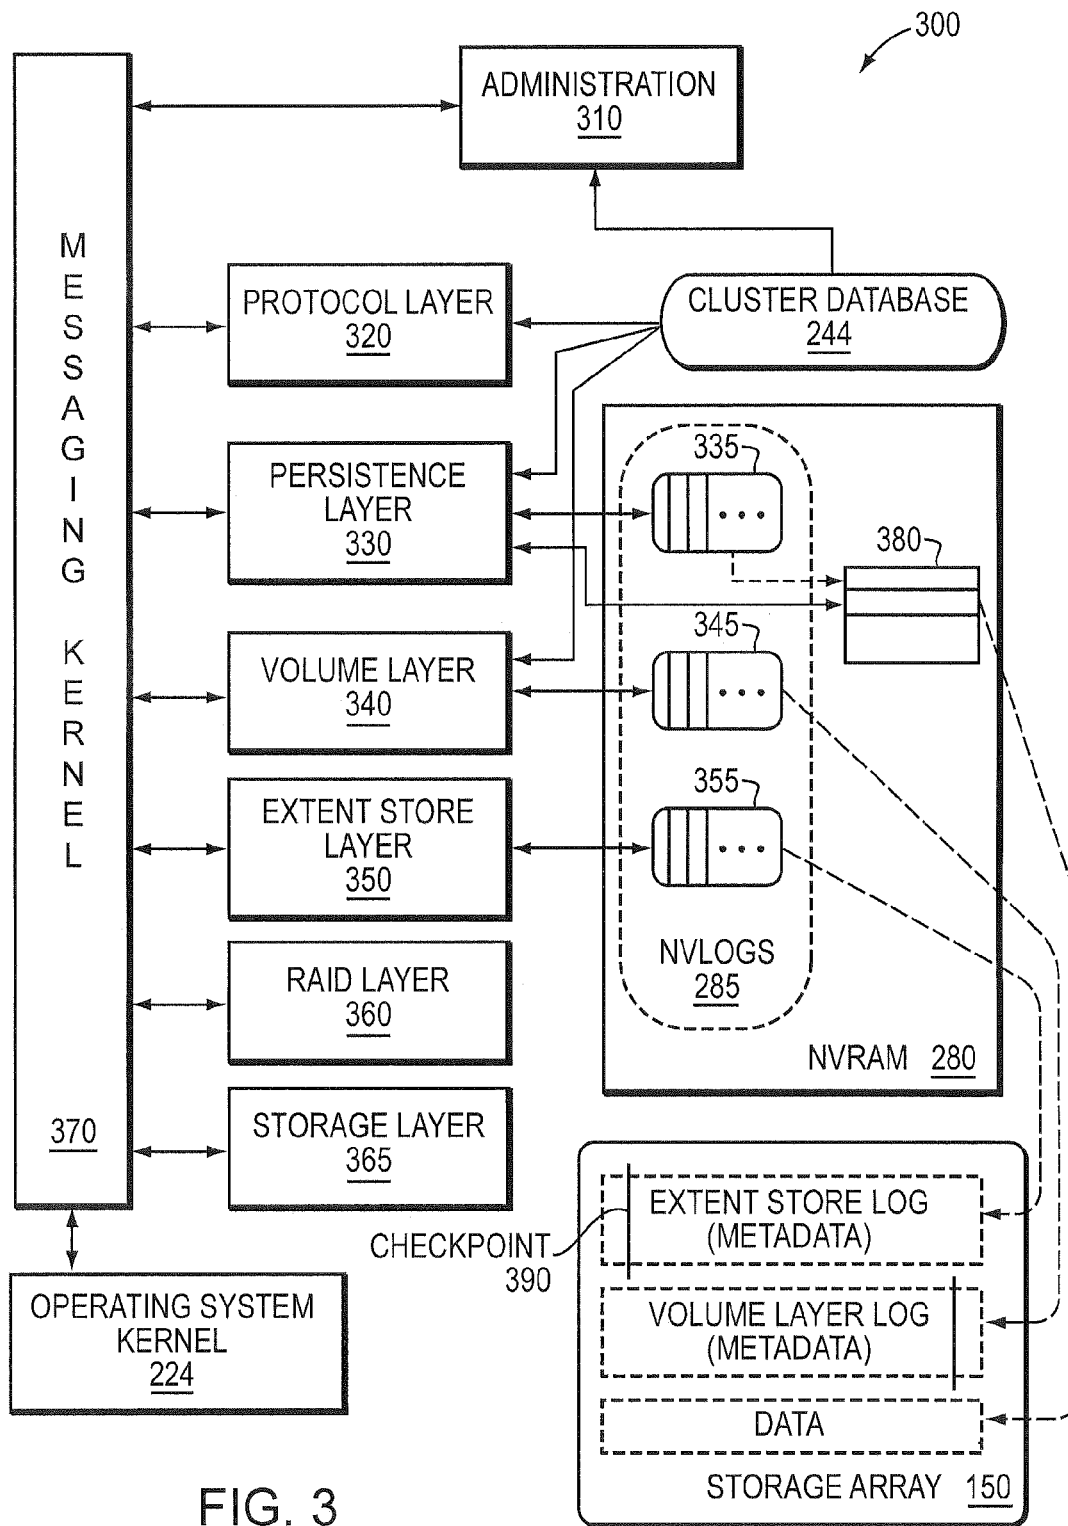 300
ADMINISTRATION
310
MESSAGING KERNEL
370
PROTOCOL LAYER
320
CLUSTER DATABASE
244
PERSISTENCE
LAYER
330
335
380
VOLUME LAYER
340
345
EXTENT STORE
LAYER
350
355
NVLOGS
285
NVRAM 280
RAID LAYER
360
STORAGE LAYER
365
OPERATING SYSTEM
KERNEL
224
CHECKPOINT
390
EXTENT STORE LOG
(METADATA)
VOLUME LAYER LOG
(METADATA)
DATA
STORAGE ARRAY 150
FIG. 3